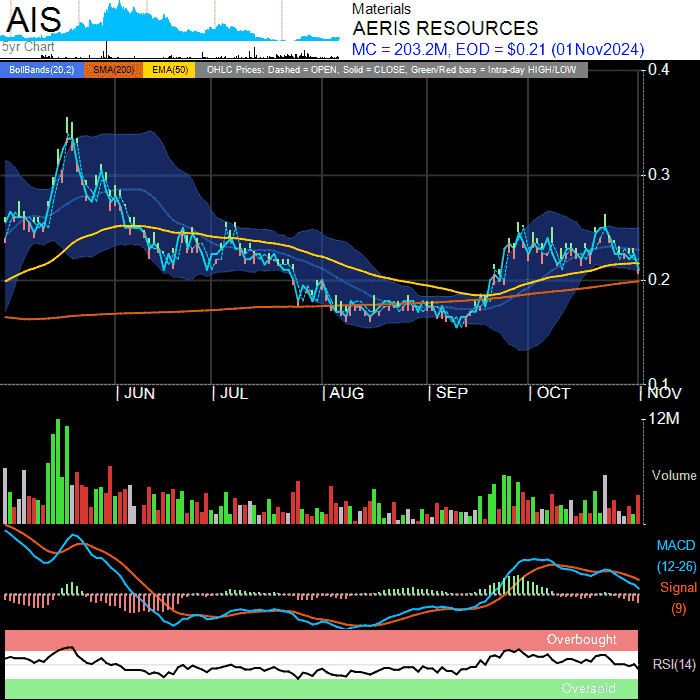 AIS
5yr Chart
Materials
AERIS RESOURCES
MC = 203.2M, EOD = $0.21 (01Nov2024)
BollBands(20,2) SMA(200) EMA(50) OHLC Prices: Dashed = OPEN, Solid = CLOSE, Green/Red bars = Intra-day HIGH/LOW
0.4
0.3
0.2
0.1
JUN JUL AUG SEP OCT NOV
12M
Volume
MACD
(12-26)
Signal
(9)
Overbought
RSI(14)
Oversold